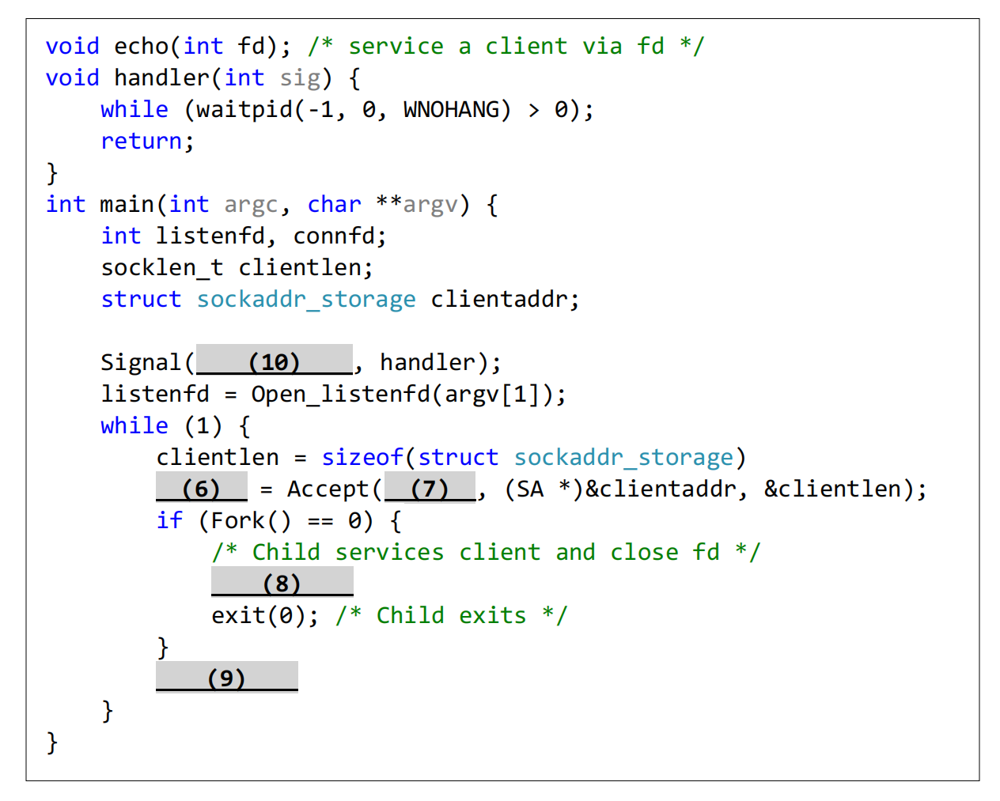 void echo(int fd); /* service a client via fd */
void handler(int sig) {
    while (waitpid(-1, 0, WNOHANG) > 0);
    return;
}
int main(int argc, char **argv) {
    int listenfd, connfd;
    socklen_t clientlen;
    struct sockaddr_storage clientaddr;

    Signal(   (10)   , handler);
    listenfd = Open_listenfd(argv[1]);
    while (1) {
        clientlen = sizeof(struct sockaddr_storage)
        (6) = Accept( (7) , (SA *)&clientaddr, &clientlen);
        if (Fork() == 0) {
            /* Child services client and close fd */
            (8)
            exit(0); /* Child exits */
        }
        (9)
    }
}